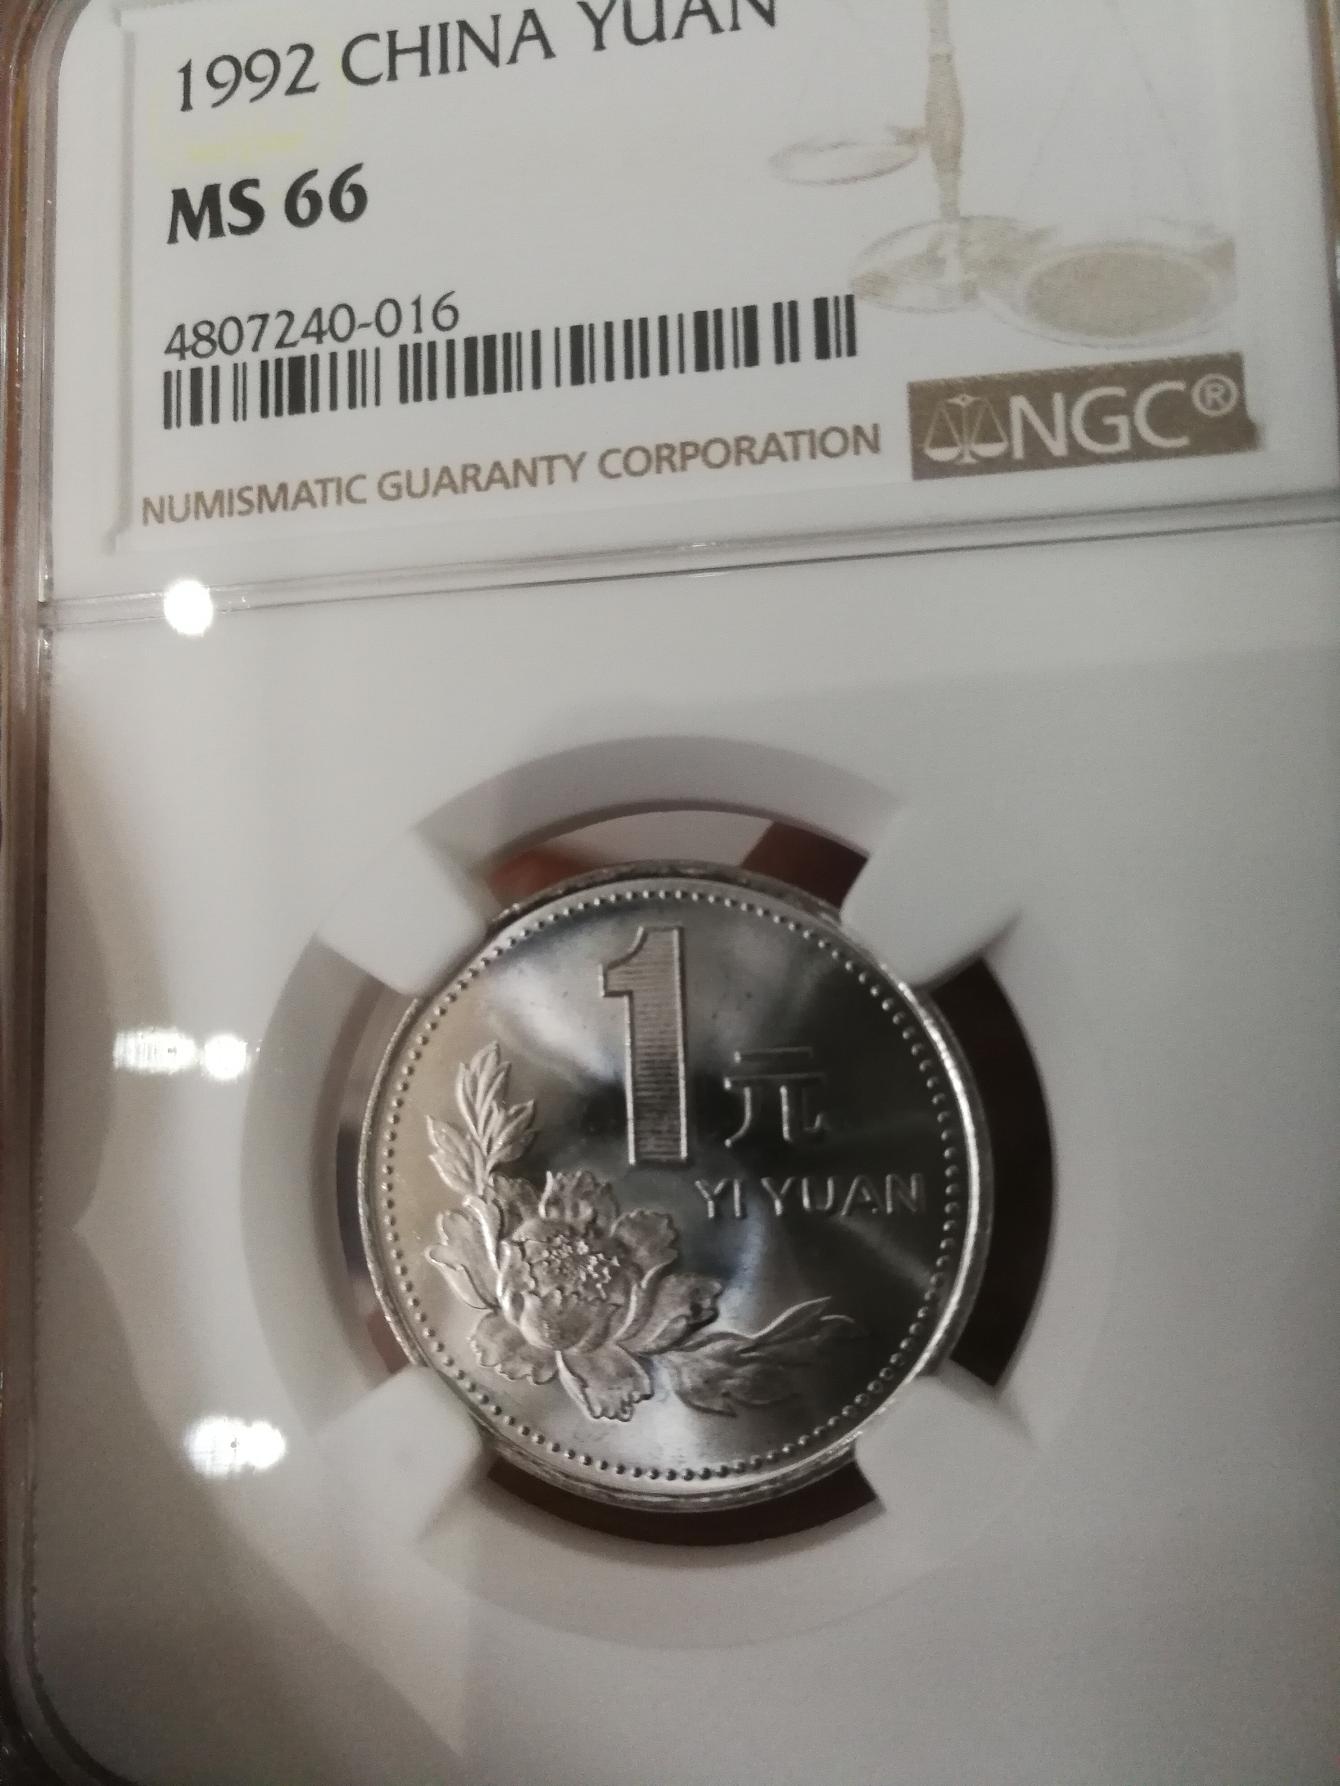 1992 CHINA YUAN
MS 66
4807240-016
NUMISMATIC GUARANTY CORPORATION
NGC®
1
元
YI YUAN